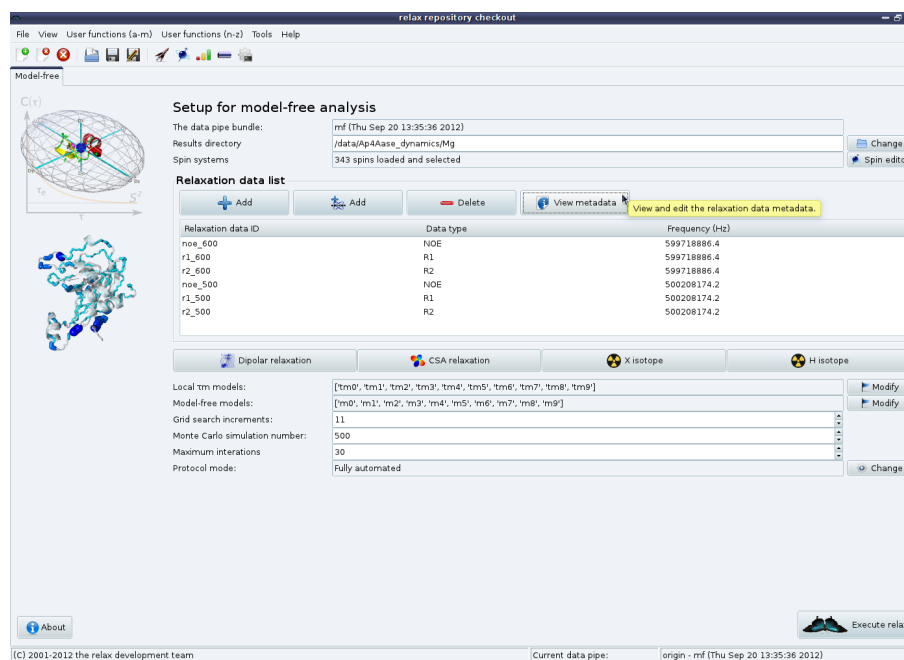 relax repository checkout
File View User functions (a-m) User functions (n-z) Tools Help
Model-free
C(τ)
τe
S²
τ
Setup for model-free analysis
The data pipe bundle: mf (Thu Sep 20 13:35:36 2012)
Results directory /data/Ap4Aase_dynamics/Mg Change
Spin systems 343 spins loaded and selected Spin edito
Relaxation data list
Add Add Delete View metadata
View and edit the relaxation data metadata.
Relaxation data ID Data type Frequency (Hz)
noe_600 NOE 599718886.4
r1_600 R1 599718886.4
r2_600 R2 599718886.4
noe_500 NOE 500208174.2
r1_500 R1 500208174.2
r2_500 R2 500208174.2
Dipolar relaxation CSA relaxation X isotope H isotope
Local τm models: ['tm0', 'tm1', 'tm2', 'tm3', 'tm4', 'tm5', 'tm6', 'tm7', 'tm8', 'tm9'] Modify
Model-free models: ['m0', 'm1', 'm2', 'm3', 'm4', 'm5', 'm6', 'm7', 'm8', 'm9'] Modify
Grid search increments: 11
Monte Carlo simulation number: 500
Maximum interations 30
Protocol mode: Fully automated Change
About
Execute rela
(C) 2001-2012 the relax development team Current data pipe: origin - mf (Thu Sep 20 13:35:36 2012)